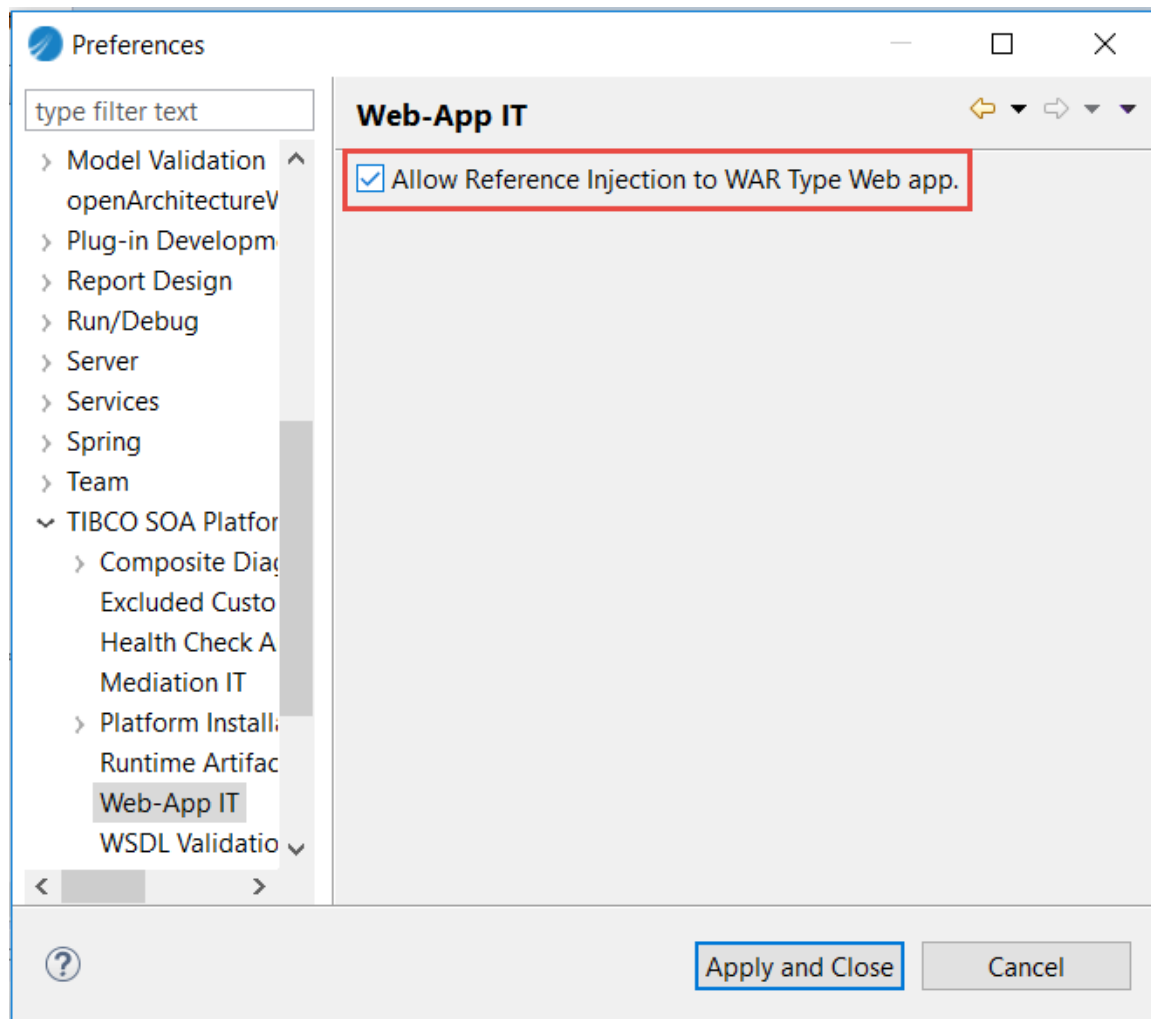 Preferences
type filter text
Model Validation
openArchitectureW
Plug-in Developm
Report Design
Run/Debug
Server
Services
Spring
Team
TIBCO SOA Platfor
Composite Diag
Excluded Custo
Health Check A
Mediation IT
Platform Installa
Runtime Artifac
Web-App IT
WSDL Validatio
Web-App IT
Allow Reference Injection to WAR Type Web app.
Apply and Close
Cancel